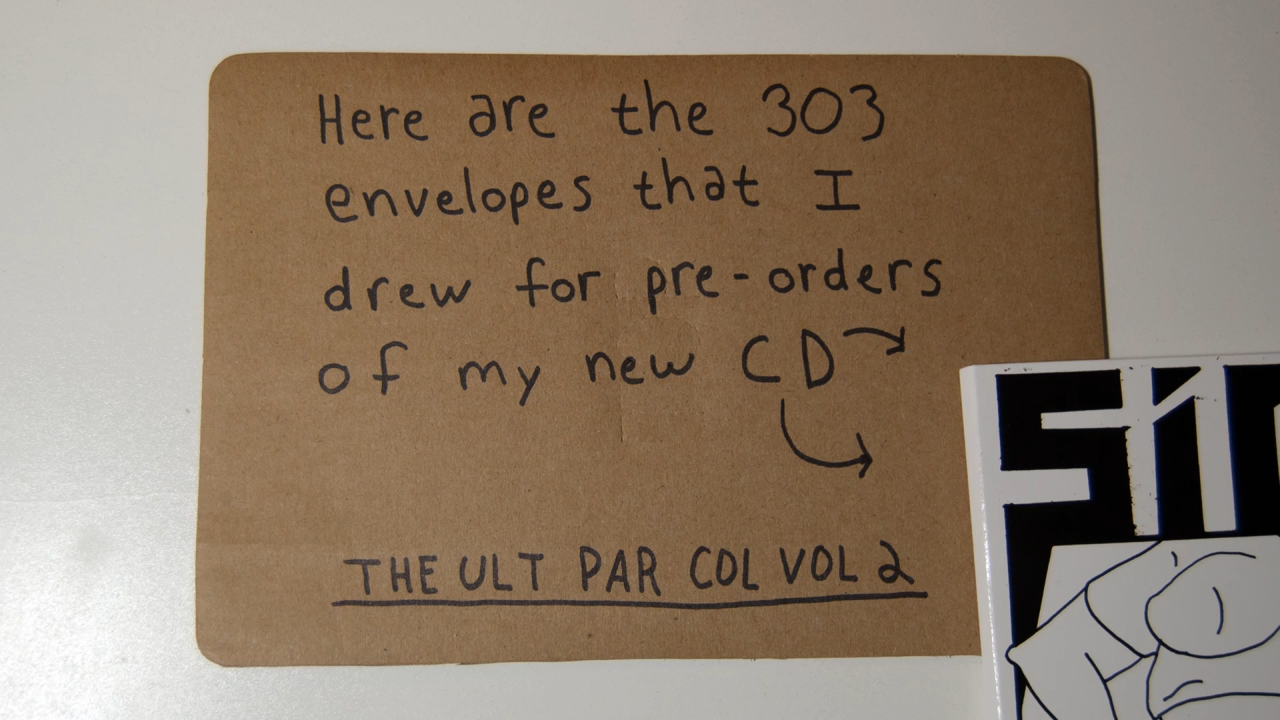 Here are the 303
envelopes that I
drew for pre-orders
of my new CD
THE ULT PAR COL VOL 2